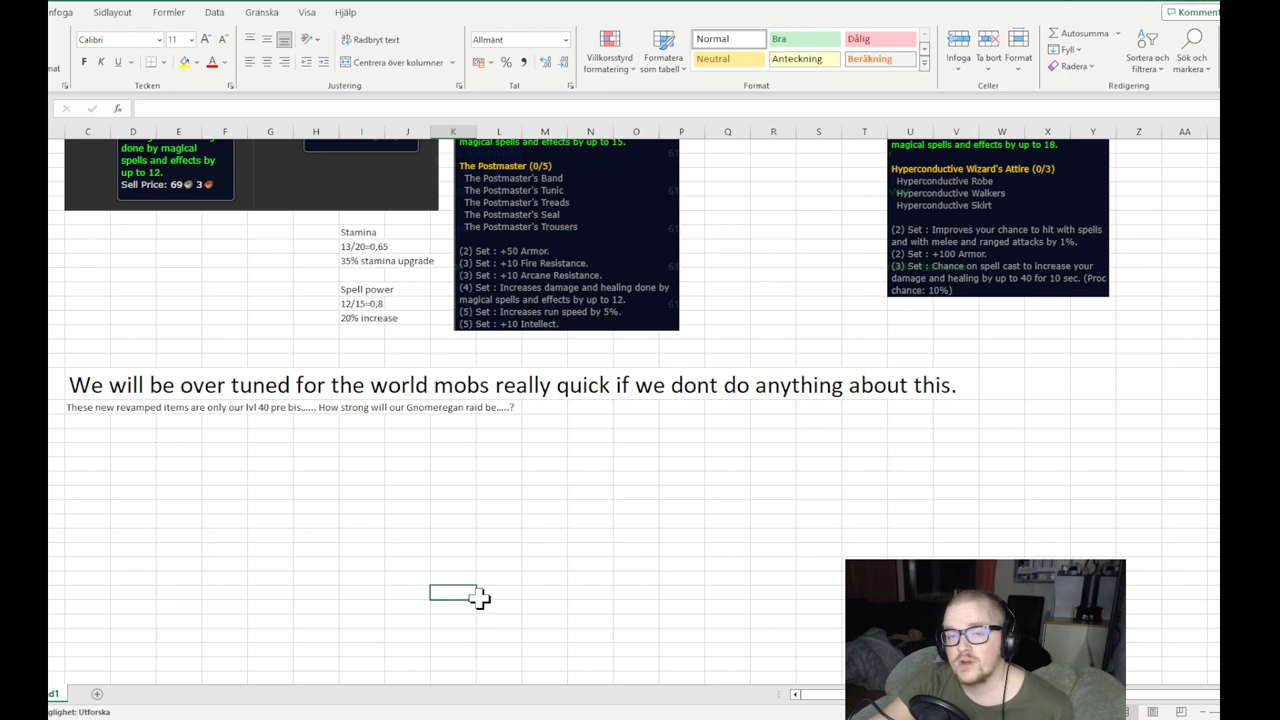 nfoga Formler Data Granska Visa Hjälp Komment
Calibri 11 Radbryt text Allmänt Normal Bra Dålig Autosumma
F K U Centrera över kolumner Villkorsstyrd formatering Formatera som tabell Neutral Anteckning Beräkning Infoga Ta bort Format Fyll Radera Sortera och filtrera Sök och markera
Tecken Justering Tal Format Celler Redigering
fx
C D E F G H I J K L M N O P Q R S T U V W X Y Z AA
done by magical
spells and effects by
up to 12.
Sell Price: 69 3
magical spells and effects by up to 15.
The Postmaster (0/5)
The Postmaster's Band
The Postmaster's Tunic
The Postmaster's Treads
The Postmaster's Seal
The Postmaster's Trousers
(2) Set : +50 Armor.
(3) Set : +10 Fire Resistance.
(3) Set : +10 Arcane Resistance.
(4) Set : Increases damage and healing done by
magical spells and effects by up to 12.
(5) Set : Increases run speed by 5%.
(5) Set : +10 Intellect.
magical spells and effects by up to 18.
Hyperconductive Wizard's Attire (0/3)
Hyperconductive Robe
Hyperconductive Walkers
Hyperconductive Skirt
(2) Set : Improves your chance to hit with spells
and with melee and ranged attacks by 1%.
(2) Set : +100 Armor.
(3) Set : Chance on spell cast to increase your
damage and healing by up to 40 for 10 sec. (Proc
chance: 10%)
Stamina
13/20=0,65
35% stamina upgrade
Spell power
12/15=0,8
20% increase
We will be over tuned for the world mobs really quick if we dont do anything about this.
These new revamped items are only our lvl 40 pre bis...... How strong will our Gnomeregan raid be.....?
d1
glighet: Utforska